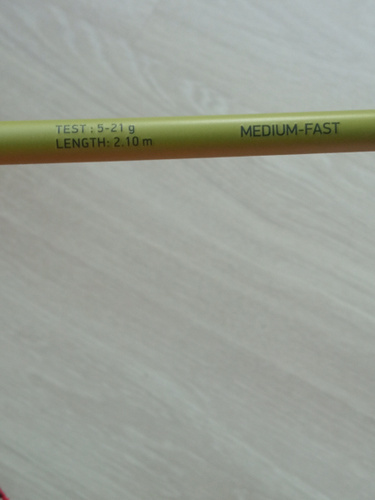 TEST : 5-21 g
LENGTH: 2.10 m
MEDIUM-FAST